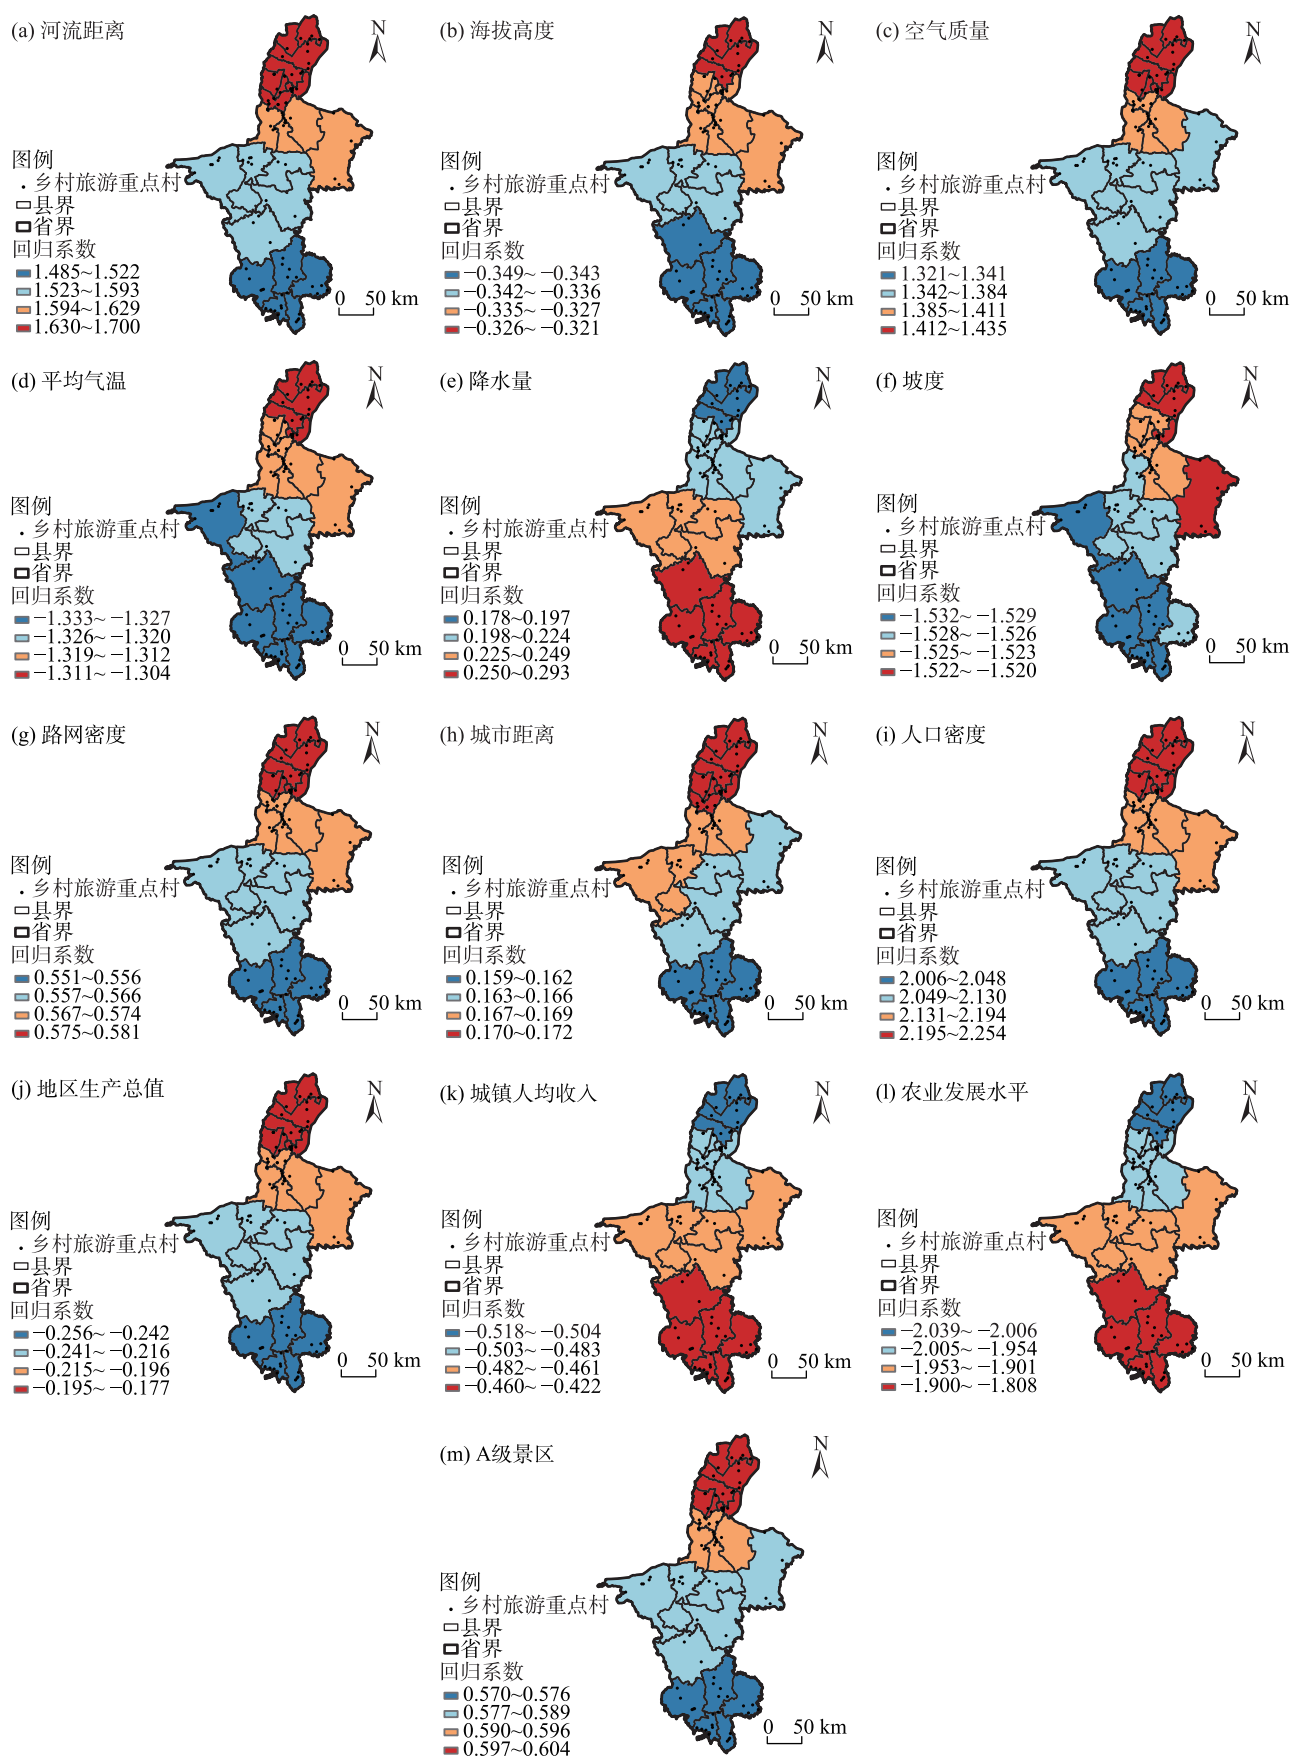 (a) 河流距离
N
图例
乡村旅游重点村
县界
省界
回归系数
1.485~1.522
1.523~1.593
1.594~1.629
1.630~1.700
0 50 km
(b) 海拔高度
N
图例
乡村旅游重点村
县界
省界
回归系数
−0.349~ −0.343
−0.342~ −0.336
−0.335~ −0.327
−0.326~ −0.321
0 50 km
(c) 空气质量
N
图例
乡村旅游重点村
县界
省界
回归系数
1.321~1.341
1.342~1.384
1.385~1.411
1.412~1.435
0 50 km
(d) 平均气温
N
图例
乡村旅游重点村
县界
省界
回归系数
−1.333~ −1.327
−1.326~ −1.320
−1.319~ −1.312
−1.311~ −1.304
0 50 km
(e) 降水量
N
图例
乡村旅游重点村
县界
省界
回归系数
0.178~0.197
0.198~0.224
0.225~0.249
0.250~0.293
0 50 km
(f) 坡度
N
图例
乡村旅游重点村
县界
省界
回归系数
−1.532~ −1.529
−1.528~ −1.526
−1.525~ −1.523
−1.522~ −1.520
0 50 km
(g) 路网密度
N
图例
乡村旅游重点村
县界
省界
回归系数
0.551~0.556
0.557~0.566
0.567~0.574
0.575~0.581
0 50 km
(h) 城市距离
N
图例
乡村旅游重点村
县界
省界
回归系数
0.159~0.162
0.163~0.166
0.167~0.169
0.170~0.172
0 50 km
(i) 人口密度
N
图例
乡村旅游重点村
县界
省界
回归系数
2.006~2.048
2.049~2.130
2.131~2.194
2.195~2.254
0 50 km
(j) 地区生产总值
N
图例
乡村旅游重点村
县界
省界
回归系数
−0.256~ −0.242
−0.241~ −0.216
−0.215~ −0.196
−0.195~ −0.177
0 50 km
(k) 城镇人均收入
N
图例
乡村旅游重点村
县界
省界
回归系数
−0.518~ −0.504
−0.503~ −0.483
−0.482~ −0.461
−0.460~ −0.422
0 50 km
(l) 农业发展水平
N
图例
乡村旅游重点村
县界
省界
回归系数
−2.039~ −2.006
−2.005~ −1.954
−1.953~ −1.901
−1.900~ −1.808
0 50 km
(m) A级景区
N
图例
乡村旅游重点村
县界
省界
回归系数
0.570~0.576
0.577~0.589
0.590~0.596
0.597~0.604
0 50 km